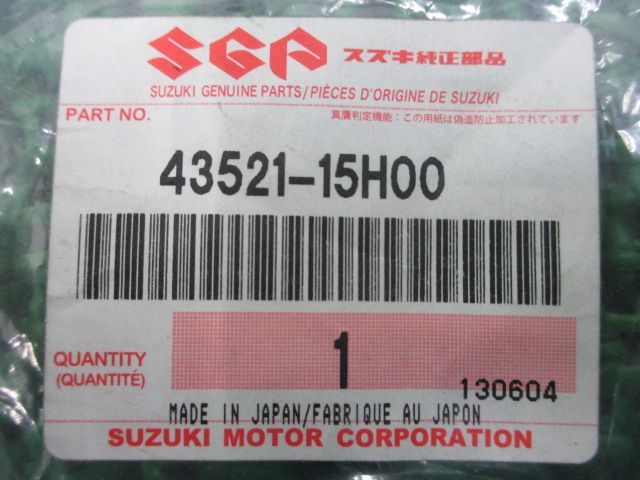 SGP スズキ純正部品
SUZUKI GENUINE PARTS/PIÈCES D'ORIGINE DE SUZUKI
PART NO.
真贋判定機能：この用紙は偽造防止加工されています
43521-15H00
QUANTITY
(QUANTITÉ)
1
130604
MADE IN JAPAN/FABRIQUE AU JAPON
SUZUKI MOTOR CORPORATION